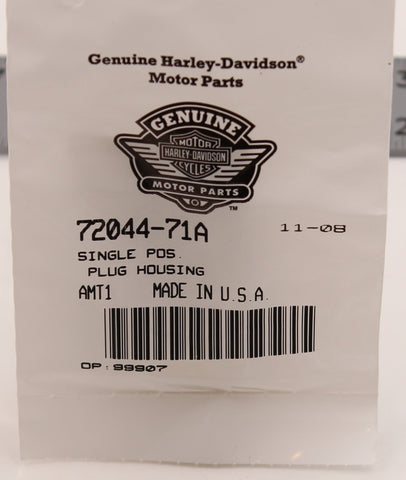 Genuine Harley-Davidson®
Motor Parts
GENUINE
MOTOR
HARLEY-DAVIDSON
CYCLES
MOTOR PARTS
™
72044-71A 11-08
SINGLE POS.
PLUG HOUSING
AMT1 MADE IN U.S.A.
OP: 99907